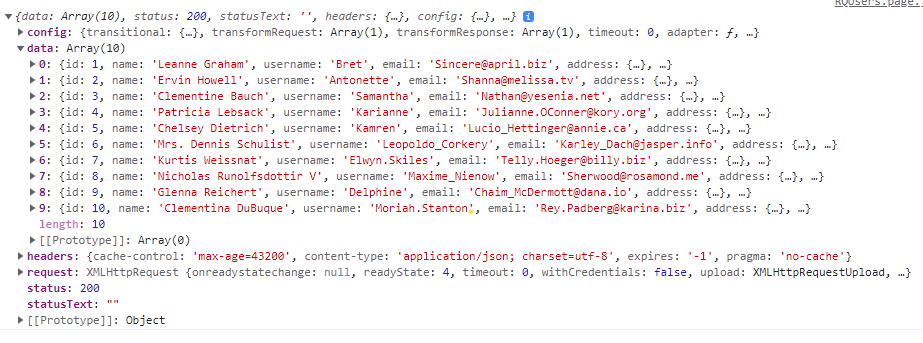 RQUsers.page.
▼{data: Array(10), status: 200, statusText: '', headers: {…}, config: {…}, …} i
▶config: {transitional: {…}, transformRequest: Array(1), transformResponse: Array(1), timeout: 0, adapter: ƒ, …}
▼data: Array(10)
▶0: {id: 1, name: 'Leanne Graham', username: 'Bret', email: 'Sincere@april.biz', address: {…}, …}
▶1: {id: 2, name: 'Ervin Howell', username: 'Antonette', email: 'Shanna@melissa.tv', address: {…}, …}
▶2: {id: 3, name: 'Clementine Bauch', username: 'Samantha', email: 'Nathan@yesenia.net', address: {…}, …}
▶3: {id: 4, name: 'Patricia Lebsack', username: 'Karianne', email: 'Julianne.OConner@kory.org', address: {…}, …}
▶4: {id: 5, name: 'Chelsey Dietrich', username: 'Kamren', email: 'Lucio_Hettinger@annie.ca', address: {…}, …}
▶5: {id: 6, name: 'Mrs. Dennis Schulist', username: 'Leopoldo_Corkery', email: 'Karley_Dach@jasper.info', address: {…}, …}
▶6: {id: 7, name: 'Kurtis Weissnat', username: 'Elwyn.Skiles', email: 'Telly.Hoeger@billy.biz', address: {…}, …}
▶7: {id: 8, name: 'Nicholas Runolfsdottir V', username: 'Maxime_Nienow', email: 'Sherwood@rosamond.me', address: {…}, …}
▶8: {id: 9, name: 'Glenna Reichert', username: 'Delphine', email: 'Chaim_McDermott@dana.io', address: {…}, …}
▶9: {id: 10, name: 'Clementina DuBuque', username: 'Moriah.Stanton', email: 'Rey.Padberg@karina.biz', address: {…}, …}
length: 10
▶[[Prototype]]: Array(0)
▶headers: {cache-control: 'max-age=43200', content-type: 'application/json; charset=utf-8', expires: '-1', pragma: 'no-cache'}
▶request: XMLHttpRequest {onreadystatechange: null, readyState: 4, timeout: 0, withCredentials: false, upload: XMLHttpRequestUpload, …}
status: 200
statusText: ""
▶[[Prototype]]: Object